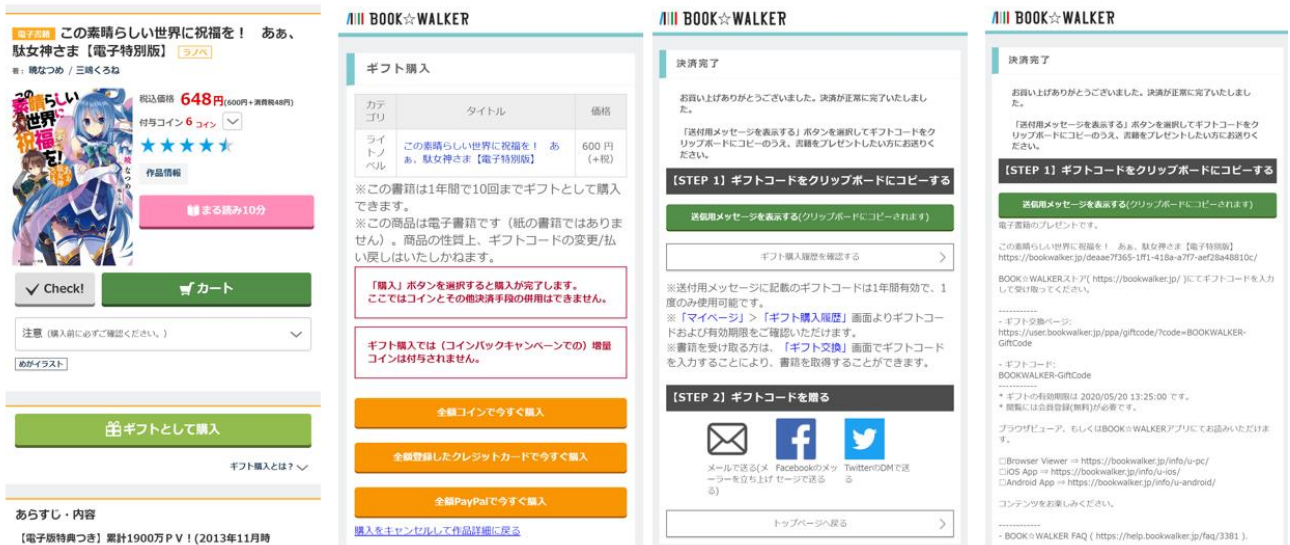 電子書籍 この素晴らしい世界に祝福を！ あぁ、
駄女神さま【電子特別版】 ラノベ
著: 暁なつめ / 三嶋くろね
この
素晴らしい
世界に
祝福を!
暁なつめ
税込価格 648円(600円+消費税48円)
付与コイン 6 コイン
作品情報
まる読み10分
Check!
カート
注意 (購入前に必ずご確認ください。)
めがイラスト
ギフトとして購入
ギフト購入とは？
あらすじ・内容
【電子版特典つき】累計1900万ＰＶ！(2013年11月時
BOOK☆WALKER
ギフト購入
カテゴリ タイトル 価格
ライトノベル この素晴らしい世界に祝福を！ あぁ、駄女神さま【電子特別版】 600 円 (+税)
※この書籍は1年間で10回までギフトとして購入
できます。
※この商品は電子書籍です（紙の書籍ではありま
せん）。商品の性質上、ギフトコードの変更/払
い戻しはいたしかねます。
「購入」ボタンを選択すると購入が完了します。
ここではコインとその他決済手段の併用はできません。
ギフト購入では（コインバックキャンペーンでの）増量
コインは付与されません。
全額コインで今すぐ購入
全額登録したクレジットカードで今すぐ購入
全額PayPalで今すぐ購入
購入をキャンセルして作品詳細に戻る
BOOK☆WALKER
決済完了
お買い上げありがとうございました。決済が正常に完了いたしまし
た。
「送付用メッセージを表示する」ボタンを選択してギフトコードをク
リップボードにコピーのうえ、書籍をプレゼントしたい方にお送りく
ださい。
【STEP 1】ギフトコードをクリップボードにコピーする
送信用メッセージを表示する(クリップボードにコピーされます)
ギフト購入履歴を確認する
※送付用メッセージに記載のギフトコードは1年間有効で、1
度のみ使用可能です。
※「マイページ」>「ギフト購入履歴」画面よりギフトコー
ドおよび有効期限をご確認いただけます。
※書籍を受け取る方は、「ギフト交換」画面でギフトコード
を入力することにより、書籍を取得することができます。
【STEP 2】ギフトコードを贈る
メールで送る(メーラーを立ち上げる)
Facebookのメッセージで送る
TwitterのDMで送る
トップページへ戻る
BOOK☆WALKER
決済完了
お買い上げありがとうございました。決済が正常に完了いたしまし
た。
「送付用メッセージを表示する」ボタンを選択してギフトコードをク
リップボードにコピーのうえ、書籍をプレゼントしたい方にお送りく
ださい。
【STEP 1】ギフトコードをクリップボードにコピーする
送信用メッセージを表示する(クリップボードにコピーされます)
電子書籍のプレゼントです。
この素晴らしい世界に祝福を！ あぁ、駄女神さま【電子特別版】
https://bookwalker.jp/deaae7f365-1ff1-418a-a7f7-aef28a48810c/
BOOK☆WALKERストア( https://bookwalker.jp/ )にてギフトコードを入力
して受け取ってください。
------------
- ギフト交換ページ:
https://user.bookwalker.jp/ppa/giftcode/?code=BOOKWALKER-
GiftCode
- ギフトコード:
BOOKWALKER-GiftCode
------------
* ギフトの有効期限は 2020/05/20 13:25:00 です。
* 閲覧には会員登録(無料)が必要です。
ブラウザビューア、もしくはBOOK☆WALKERアプリにてお読みいただけま
す。
□Browser Viewer ⇒ https://bookwalker.jp/info/u-pc/
□iOS App ⇒ https://bookwalker.jp/info/u-ios/
□Android App ⇒ https://bookwalker.jp/info/u-android/
コンテンツをお楽しみください。
------------
- BOOK☆WALKER FAQ ( https://help.bookwalker.jp/faq/3381 ).